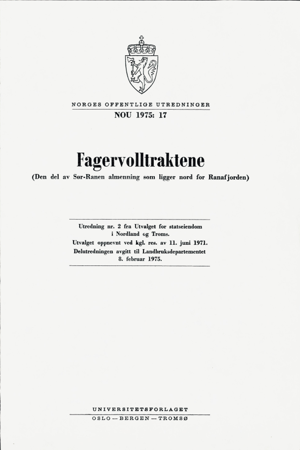 NORGES OFFENTLIGE UTREDNINGER
NOU 1975: 17
Fagervolltraktene
(Den del av Sør-Ranen almenning som ligger nord for Ranafjorden)
Utredning nr. 2 fra Utvalget for statseiendom
i Nordland og Troms.
Utvalget oppnevnt ved kgl. res. av 11. juni 1971.
Delutredningen avgitt til Landbruksdepartementet
8. februar 1975.
UNIVERSITETSFORLAGET
OSLO – BERGEN – TROMSØ